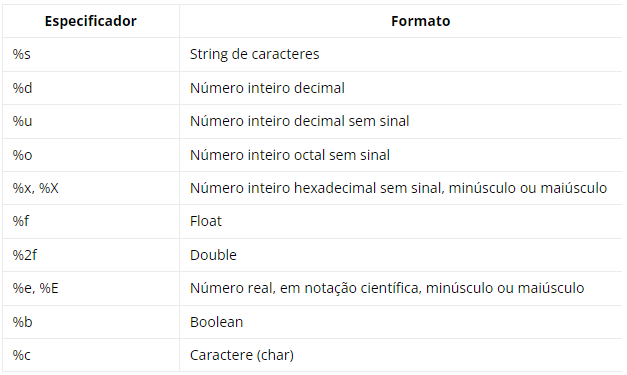 Especificador Formato
%s String de caracteres
%d Número inteiro decimal
%u Número inteiro decimal sem sinal
%o Número inteiro octal sem sinal
%x, %X Número inteiro hexadecimal sem sinal, minúsculo ou maiúsculo
%f Float
%2f Double
%e, %E Número real, em notação científica, minúsculo ou maiúsculo
%b Boolean
%c Caractere (char)